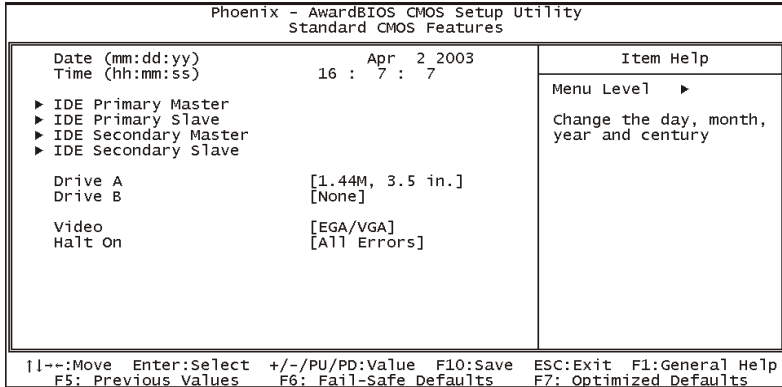 Phoenix - AwardBIOS CMOS Setup Utility
Standard CMOS Features
Date (mm:dd:yy) Apr 2 2003
Time (hh:mm:ss) 16 : 7 : 7
▶ IDE Primary Master
▶ IDE Primary Slave
▶ IDE Secondary Master
▶ IDE Secondary Slave
Drive A [1.44M, 3.5 in.]
Drive B [None]
Video [EGA/VGA]
Halt On [All Errors]
Item Help
Menu Level ▶
Change the day, month,
year and century
↑↓→←:Move Enter:Select +/-/PU/PD:Value F10:Save ESC:Exit F1:General Help
F5: Previous Values F6: Fail-Safe Defaults F7: Optimized Defaults